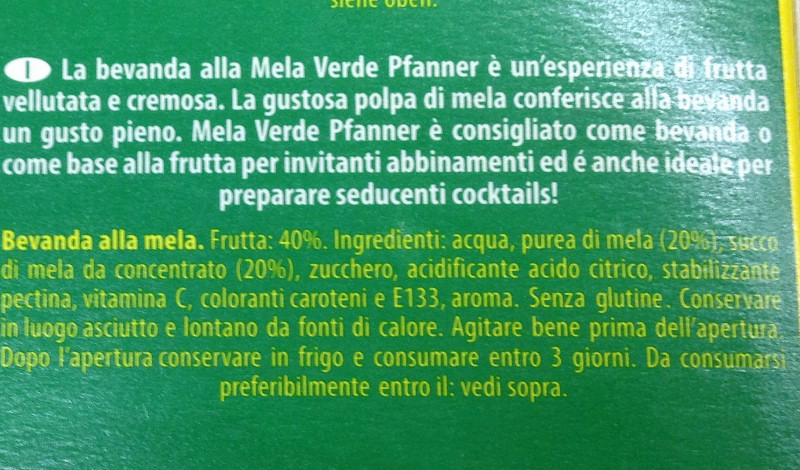 siehe oben.
I La bevanda alla Mela Verde Pfanner è un'esperienza di frutta
vellutata e cremosa. La gustosa polpa di mela conferisce alla bevanda
un gusto pieno. Mela Verde Pfanner è consigliato come bevanda o
come base alla frutta per invitanti abbinamenti ed é anche ideale per
preparare seducenti cocktails!
Bevanda alla mela. Frutta: 40%. Ingredienti: acqua, purea di mela (20%), succo
di mela da concentrato (20%), zucchero, acidificante acido citrico, stabilizzante
pectina, vitamina C, coloranti caroteni e E133, aroma. Senza glutine. Conservare
in luogo asciutto e lontano da fonti di calore. Agitare bene prima dell'apertura.
Dopo l'apertura conservare in frigo e consumare entro 3 giorni. Da consumarsi
preferibilmente entro il: vedi sopra.